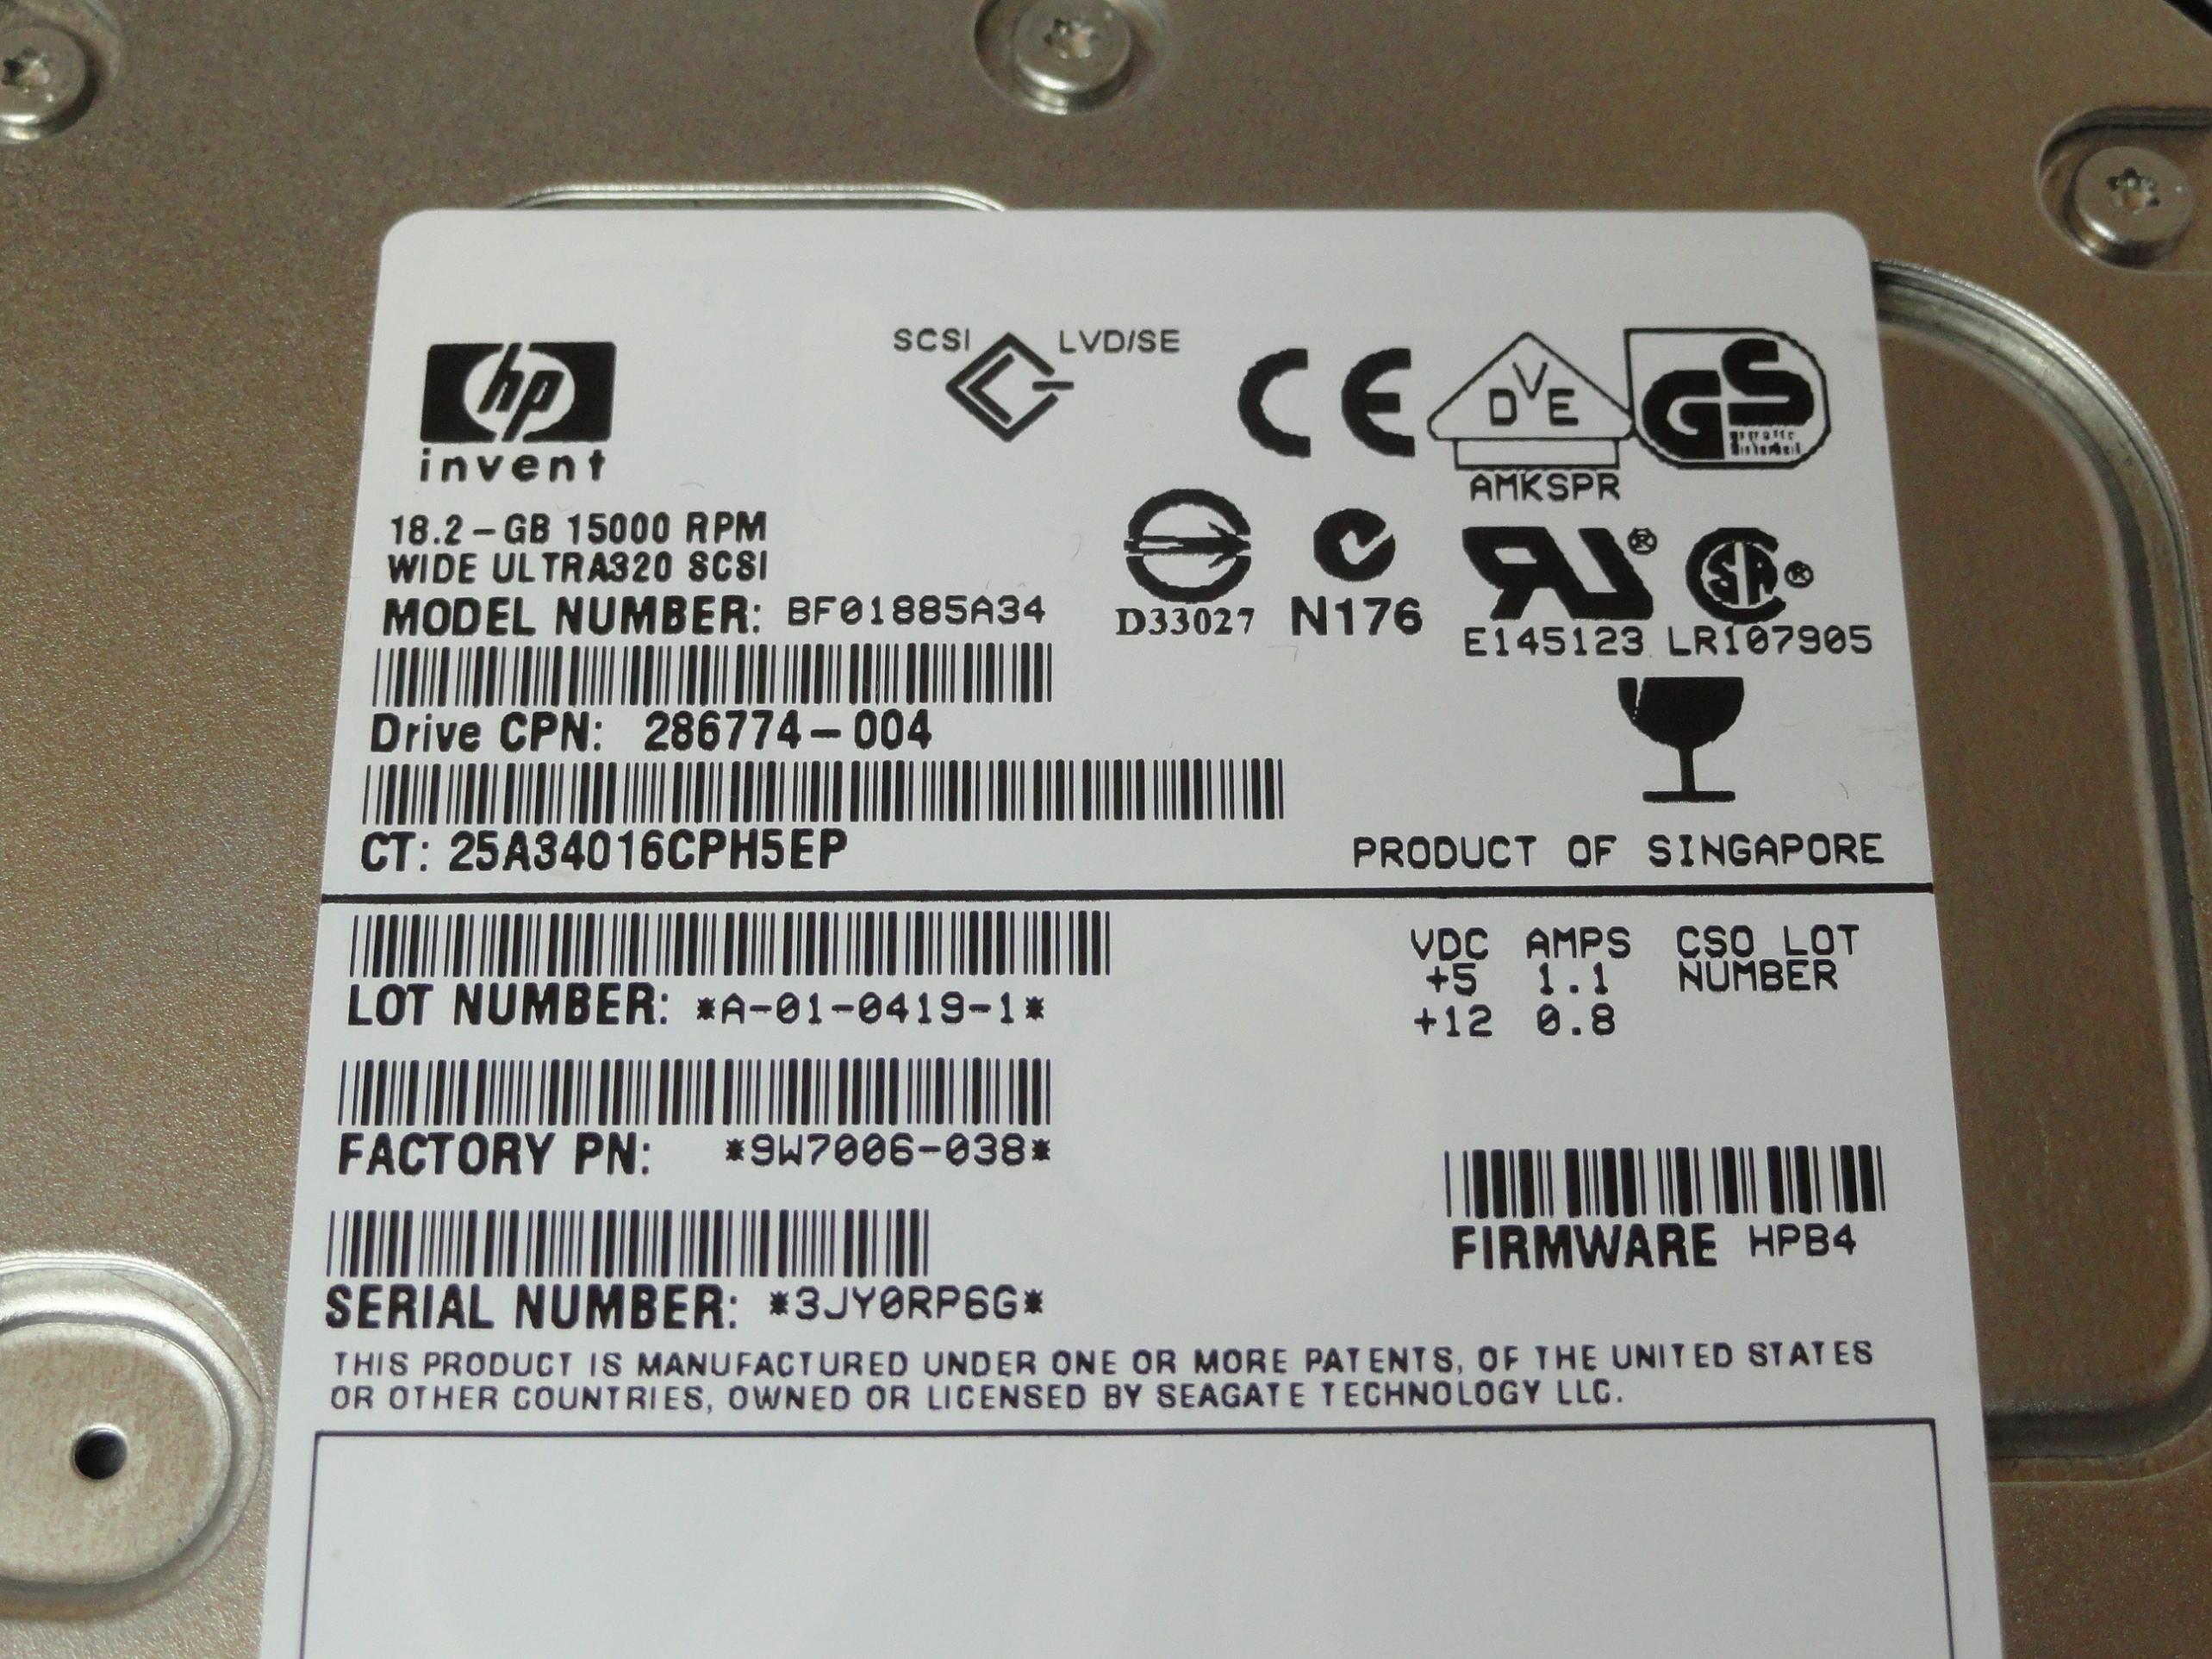 hp
invent
SCSI LVD/SE
CE
DVE
GS
AMKSPR
18.2-GB 15000 RPM
WIDE ULTRA320 SCSI
MODEL NUMBER: BF01885A34
D33027 N176
E145123 LR107905
Drive CPN: 286774-004
CT: 25A34016CPH5EP
PRODUCT OF SINGAPORE
LOT NUMBER: *A-01-0419-1*
VDC AMPS CSO LOT
+5 1.1 NUMBER
+12 0.8
FACTORY PN: *9W7006-038*
FIRMWARE HPB4
SERIAL NUMBER: *3JY0RP6G*
THIS PRODUCT IS MANUFACTURED UNDER ONE OR MORE PATENTS, OF THE UNITED STATES
OR OTHER COUNTRIES, OWNED OR LICENSED BY SEAGATE TECHNOLOGY LLC.